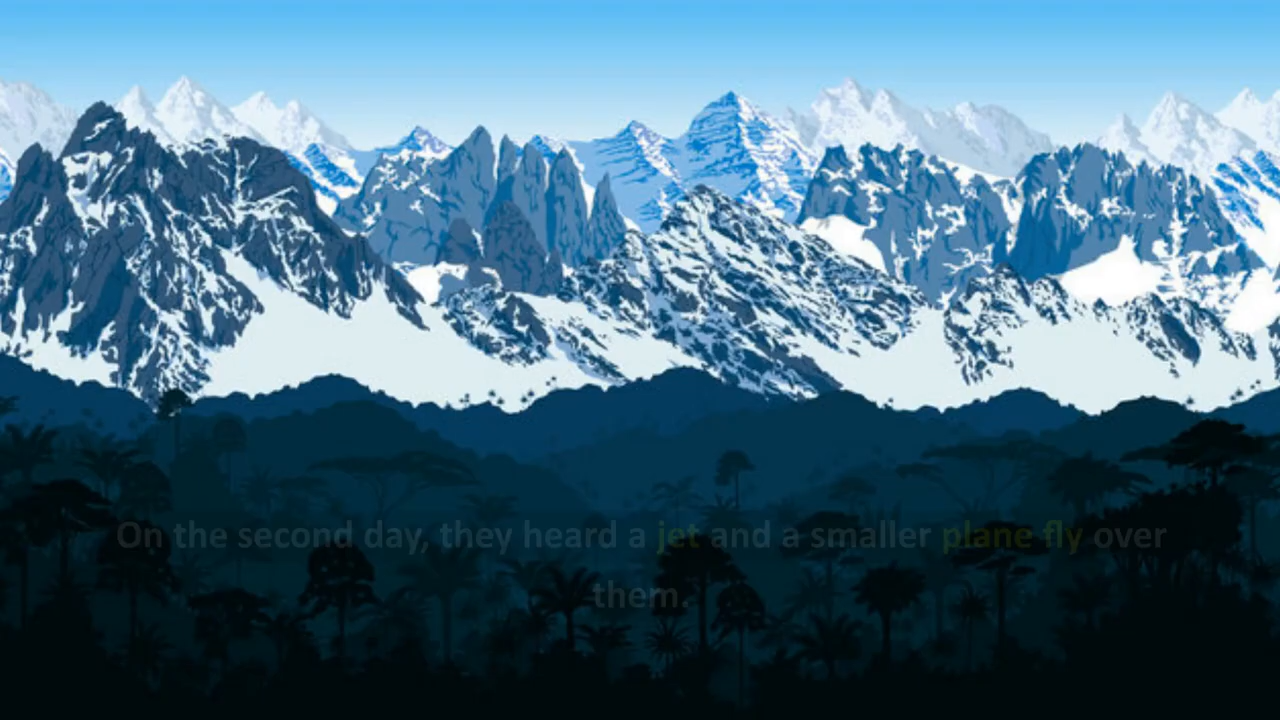 On the second day, they heard a jet and a smaller plane fly over
them.